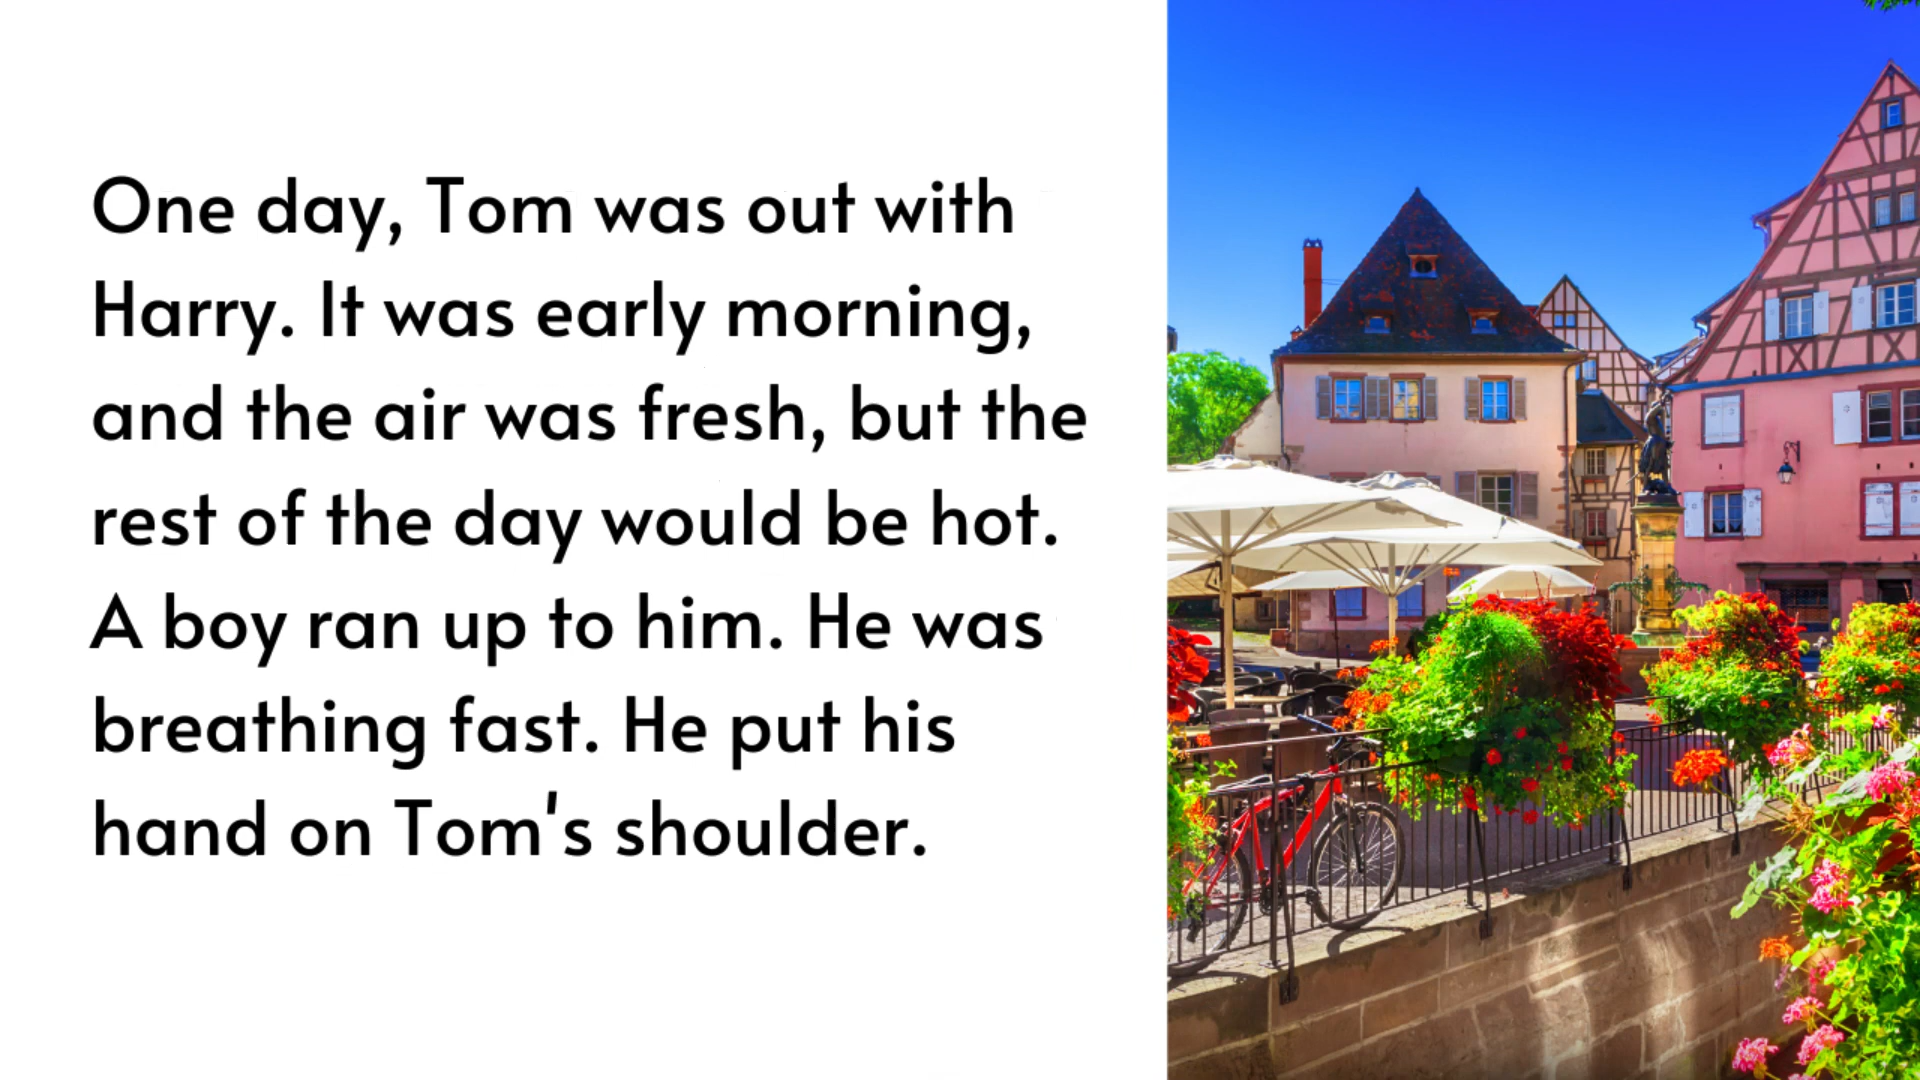 One day, Tom was out with
Harry. It was early morning,
and the air was fresh, but the
rest of the day would be hot.
A boy ran up to him. He was
breathing fast. He put his
hand on Tom's shoulder.